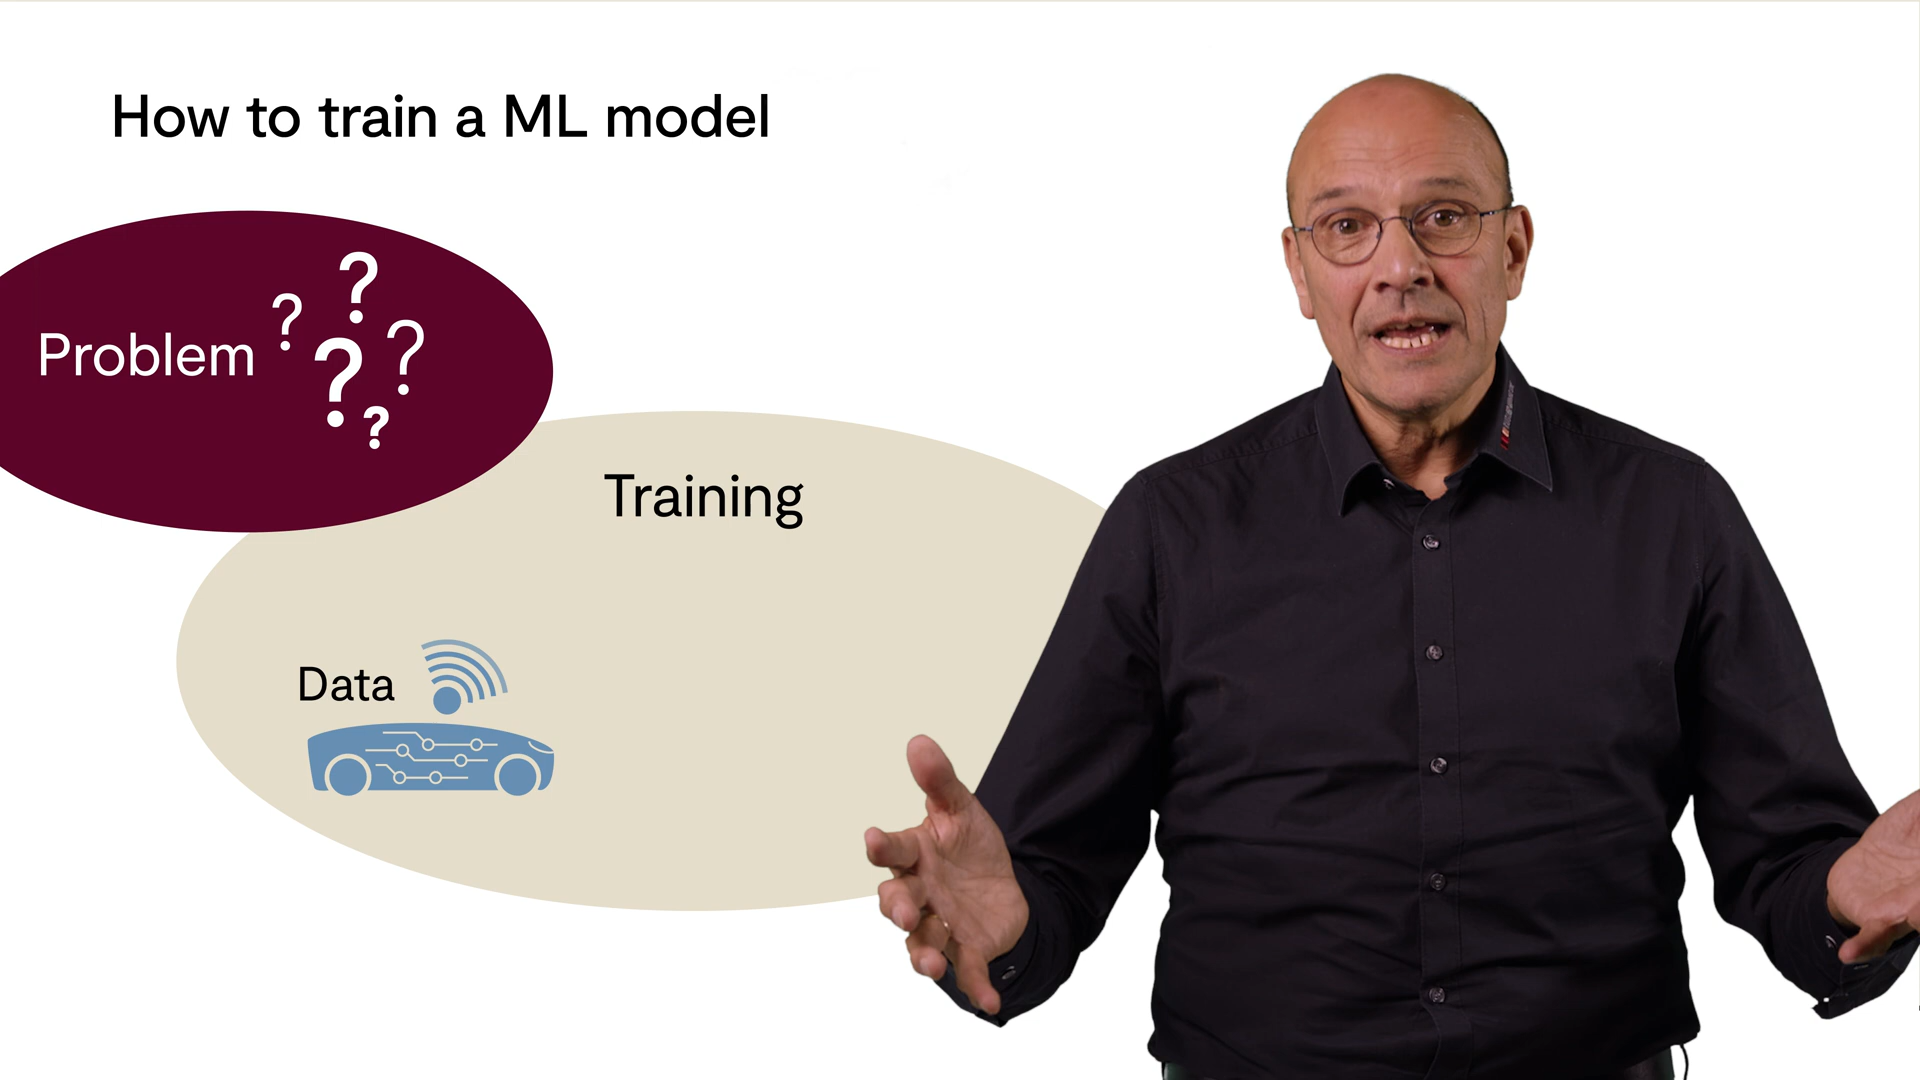 How to train a ML model
Problem ? ? ? ? ?
Training
Data